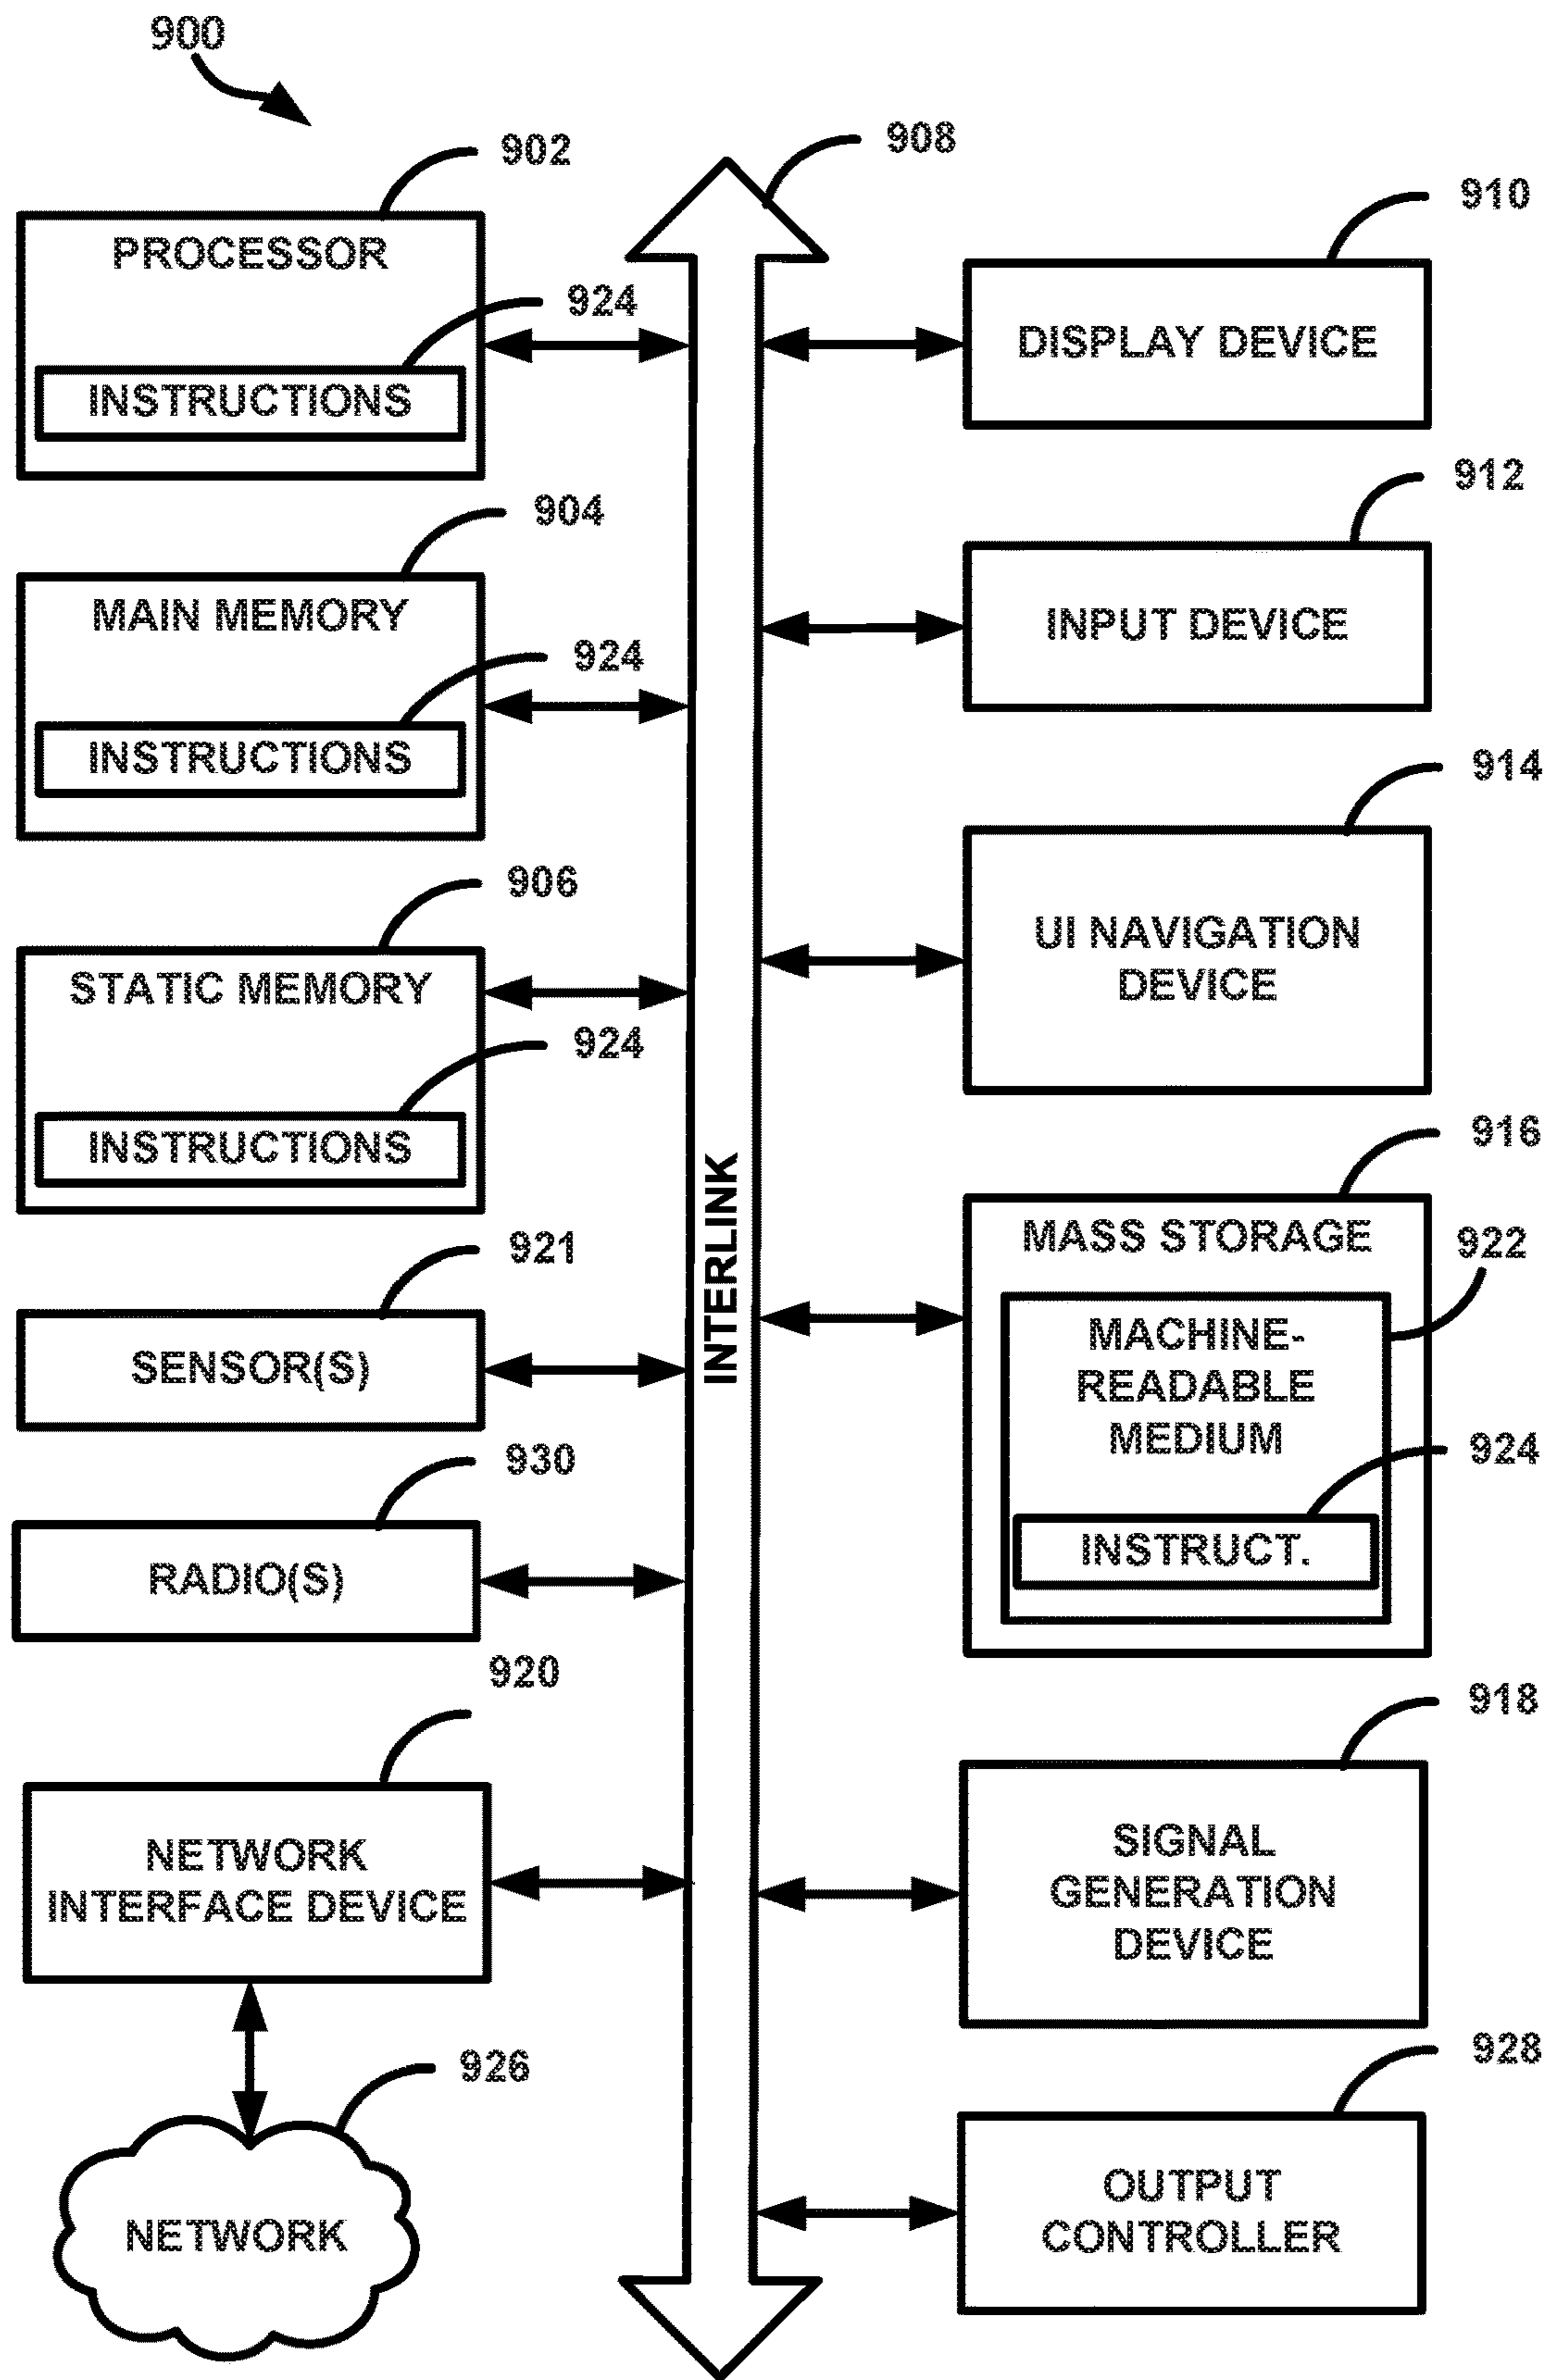 900
902
PROCESSOR
924
INSTRUCTIONS
904
MAIN MEMORY
924
INSTRUCTIONS
906
STATIC MEMORY
924
INSTRUCTIONS
921
SENSOR(S)
930
RADIO(S)
920
NETWORK
INTERFACE DEVICE
926
NETWORK
908
INTERLINK
910
DISPLAY DEVICE
912
INPUT DEVICE
914
UI NAVIGATION
DEVICE
916
MASS STORAGE
922
MACHINE-
READABLE
MEDIUM
924
INSTRUCT.
918
SIGNAL
GENERATION
DEVICE
928
OUTPUT
CONTROLLER